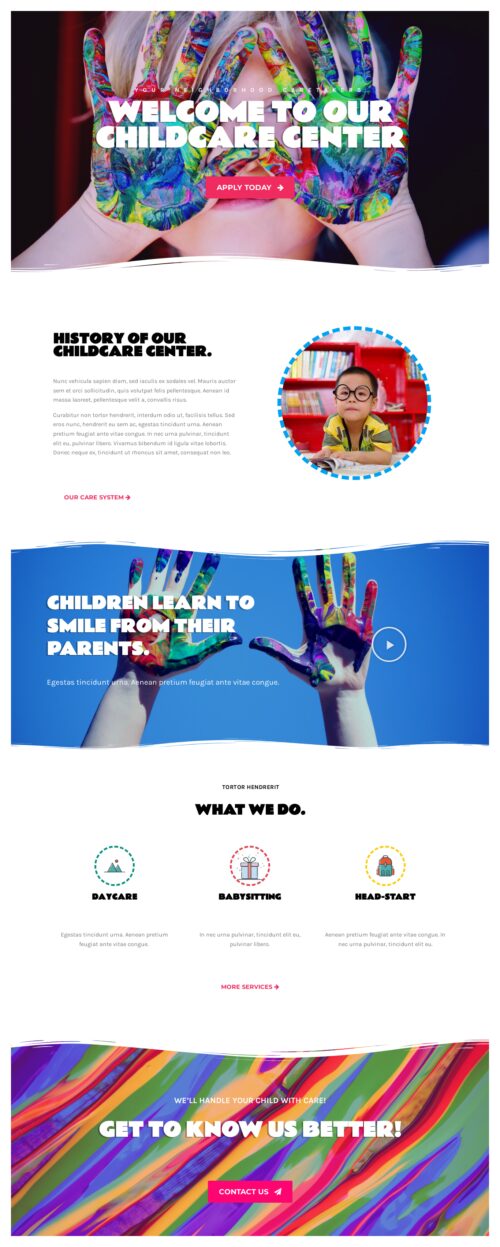 YOUR NEIGHBORHOOD CARETAKERS
WELCOME TO OUR
CHILDCARE CENTER
APPLY TODAY
HISTORY OF OUR
CHILDCARE CENTER.
Nunc vehicula sapien diam, sed iaculis ex sodales vel. Mauris auctor
sem et orci sollicitudin, quis volutpat felis pellentesque. Aenean id
massa laoreet, pellentesque velit a, convallis risus.
Curabitur non tortor hendrerit, interdum odio ut, facilisis tellus. Sed
eros nunc, hendrerit eu sem ac, egestas tincidunt urna. Aenean
pretium feugiat ante vitae congue. In nec urna pulvinar, tincidunt
elit eu, pulvinar libero. Vivamus bibendum id ligula vitae lobortis.
Donec neque ex, tincidunt ut rhoncus sit amet, consequat non leo.
OUR CARE SYSTEM
CHILDREN LEARN TO
SMILE FROM THEIR
PARENTS.
Egestas tincidunt urna. Aenean pretium feugiat ante vitae congue.
TORTOR HENDRERIT
WHAT WE DO.
DAYCARE
Egestas tincidunt urna. Aenean pretium
feugiat ante vitae congue.
BABYSITTING
In nec urna pulvinar, tincidunt elit eu,
pulvinar libero.
HEAD-START
Aenean pretium feugiat ante vitae congue. In
nec urna pulvinar, tincidunt elit eu.
MORE SERVICES
WE'LL HANDLE YOUR CHILD WITH CARE!
GET TO KNOW US BETTER!
CONTACT US